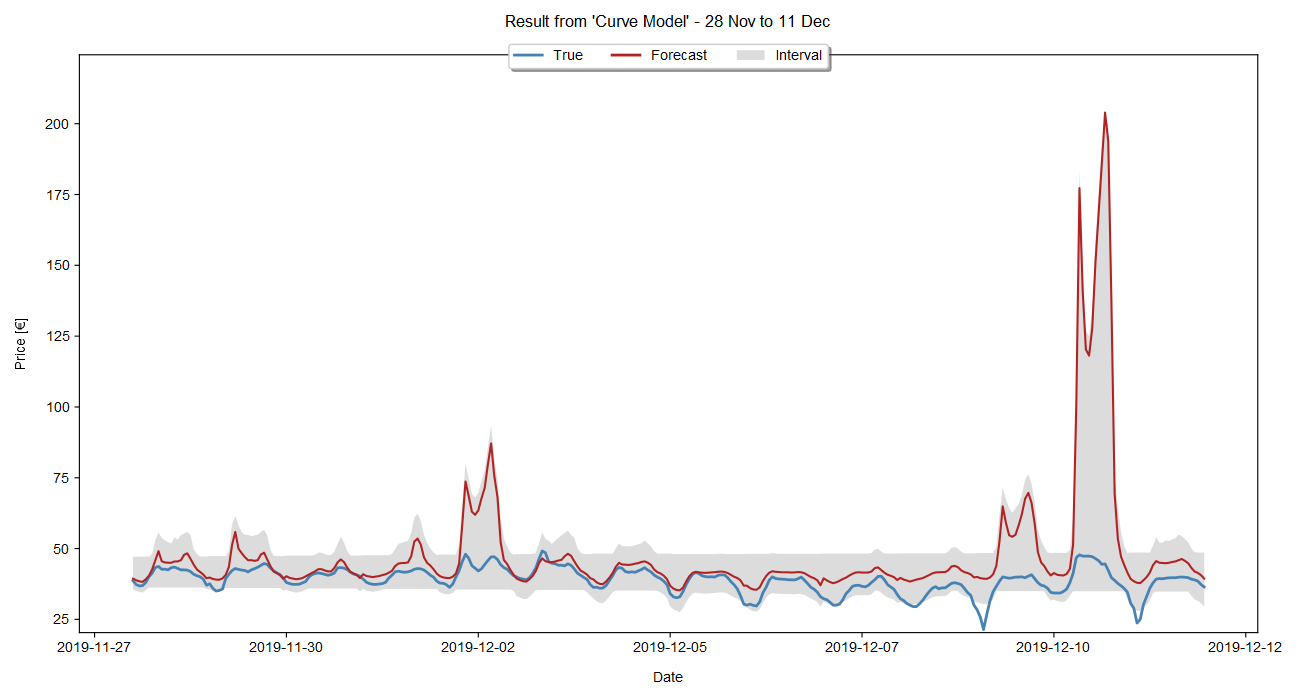 Result from 'Curve Model' - 28 Nov to 11 Dec
True Forecast Interval
200
175
150
125
100
75
50
25
Price [€]
2019-11-27 2019-11-30 2019-12-02 2019-12-05 2019-12-07 2019-12-10 2019-12-12
Date